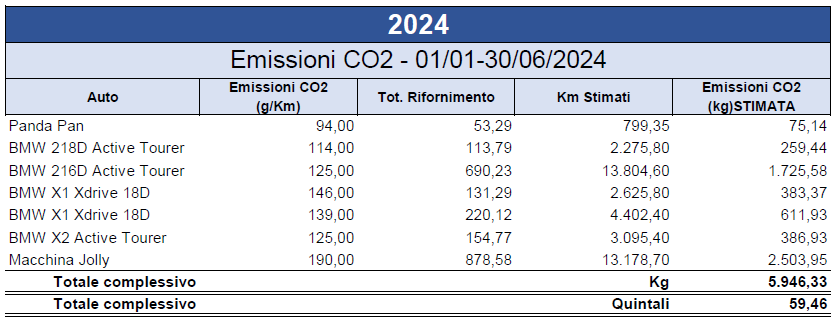 2024
Emissioni CO2 - 01/01-30/06/2024
Auto Emissioni CO2 (g/Km) Tot. Rifornimento Km Stimati Emissioni CO2 (kg)STIMATA
Panda Pan 94,00 53,29 799,35 75,14
BMW 218D Active Tourer 114,00 113,79 2.275,80 259,44
BMW 216D Active Tourer 125,00 690,23 13.804,60 1.725,58
BMW X1 Xdrive 18D 146,00 131,29 2.625,80 383,37
BMW X1 Xdrive 18D 139,00 220,12 4.402,40 611,93
BMW X2 Active Tourer 125,00 154,77 3.095,40 386,93
Macchina Jolly 190,00 878,58 13.178,70 2.503,95
Totale complessivo Kg 5.946,33
Totale complessivo Quintali 59,46